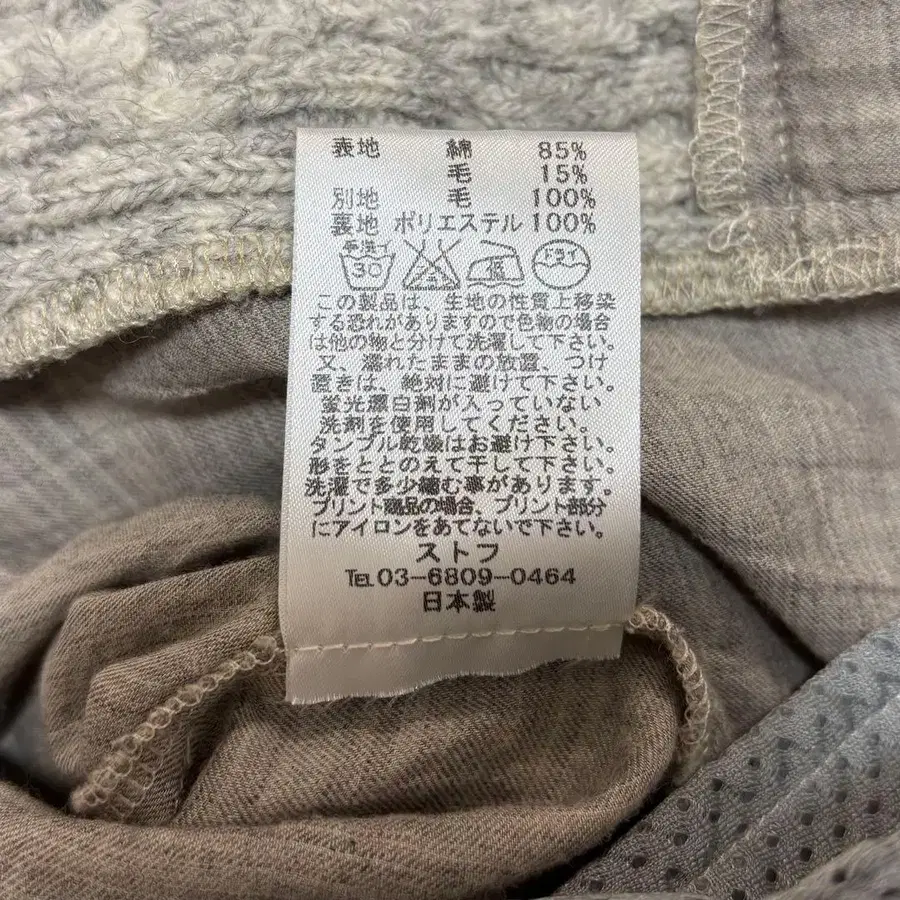 表地 綿 85%
毛 15%
別地 毛 100%
裏地 ポリエステル 100%
手洗イ 30 低 ドライ
この製品は、生地の性質上移染
する恐れがありますので色物の場合
は他の物と分けて洗濯して下さい。
又、濡れたままの放置、つけ
置きは、絶対に避けて下さい。
蛍光漂白剤が入っていない
洗剤を使用してください。
タンブル乾燥はお避け下さい。
形をととのえて干して下さい。
洗濯で多少縮む事があります。
プリント商品の場合、プリント部分
にアイロンをあてないで下さい。
ストフ
TEL 03-6809-0464
日本製